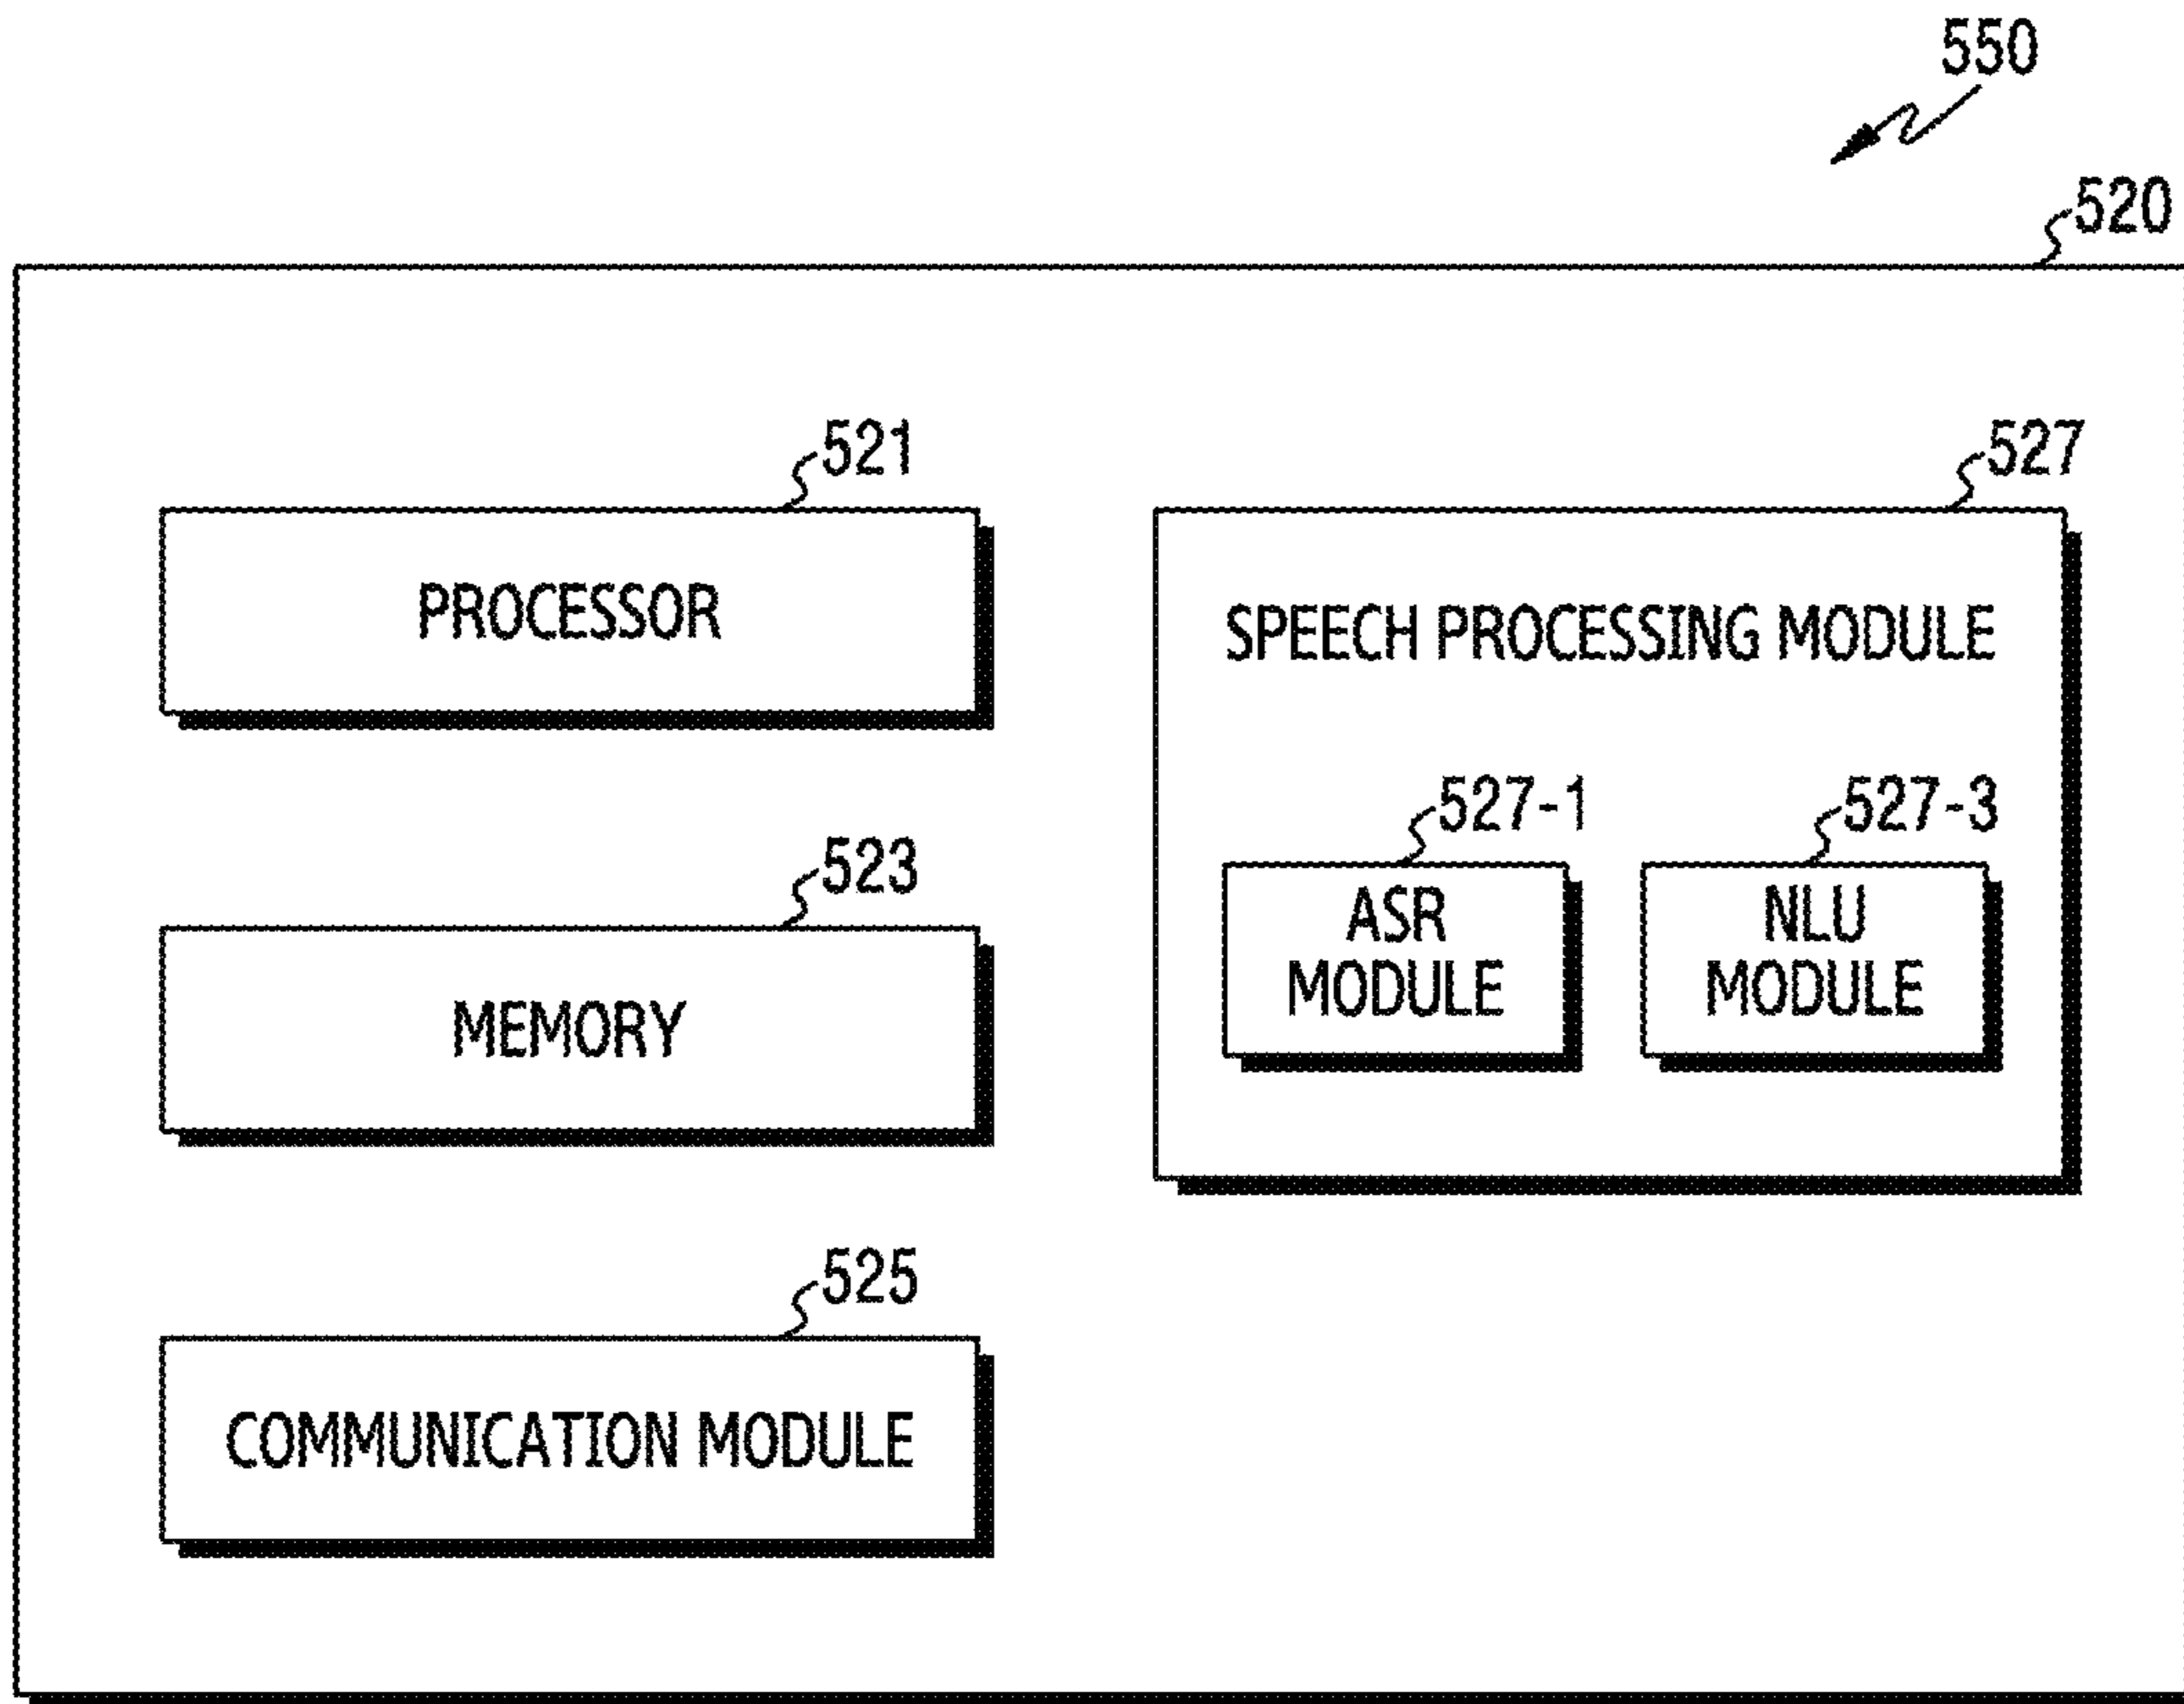 550
520
521
PROCESSOR
523
MEMORY
525
COMMUNICATION MODULE
527
SPEECH PROCESSING MODULE
527-1
ASR
MODULE
527-3
NLU
MODULE